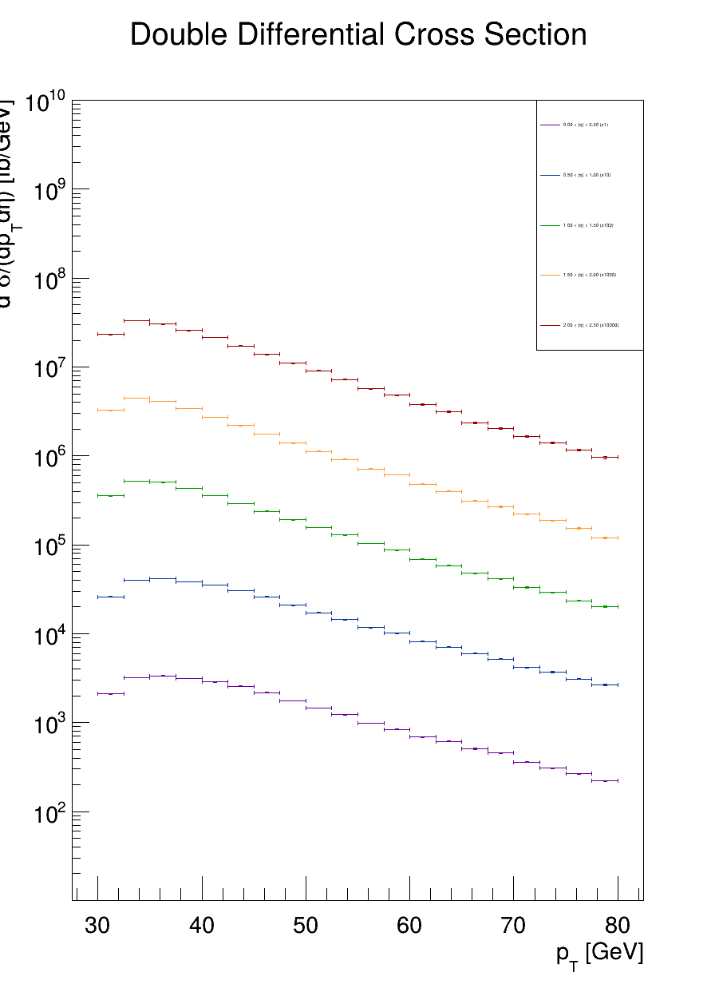 Double Differential Cross Section
d σ/(dp_T dη) [fb/GeV]
10^10
10^9
10^8
10^7
10^6
10^5
10^4
10^3
10^2
0.00 < |η| < 0.50 (x1)
0.50 < |η| < 1.00 (x10)
1.00 < |η| < 1.50 (x100)
1.50 < |η| < 2.00 (x1000)
2.00 < |η| < 2.50 (x10000)
30 40 50 60 70 80
p_T [GeV]